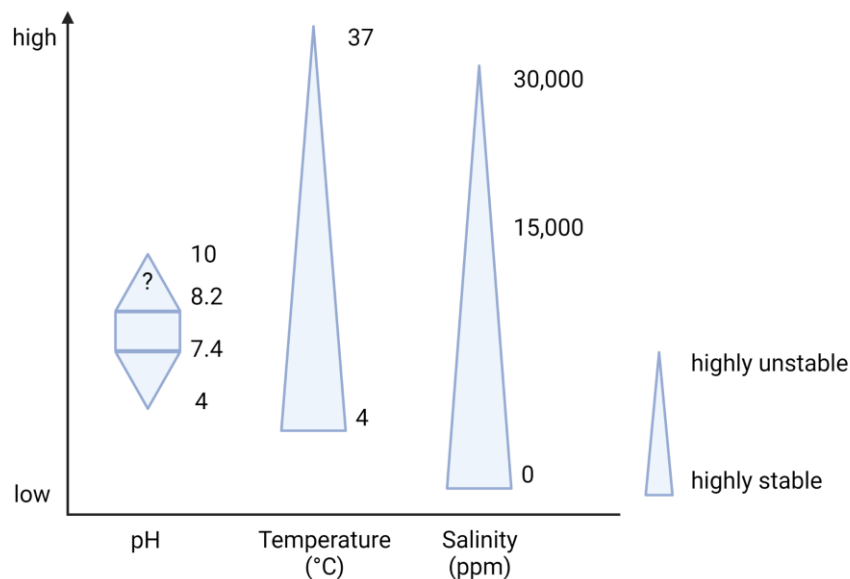 high
37
30,000
15,000
10
?
8.2
7.4
4
4
0
low
highly unstable
highly stable
pH
Temperature
(°C)
Salinity
(ppm)